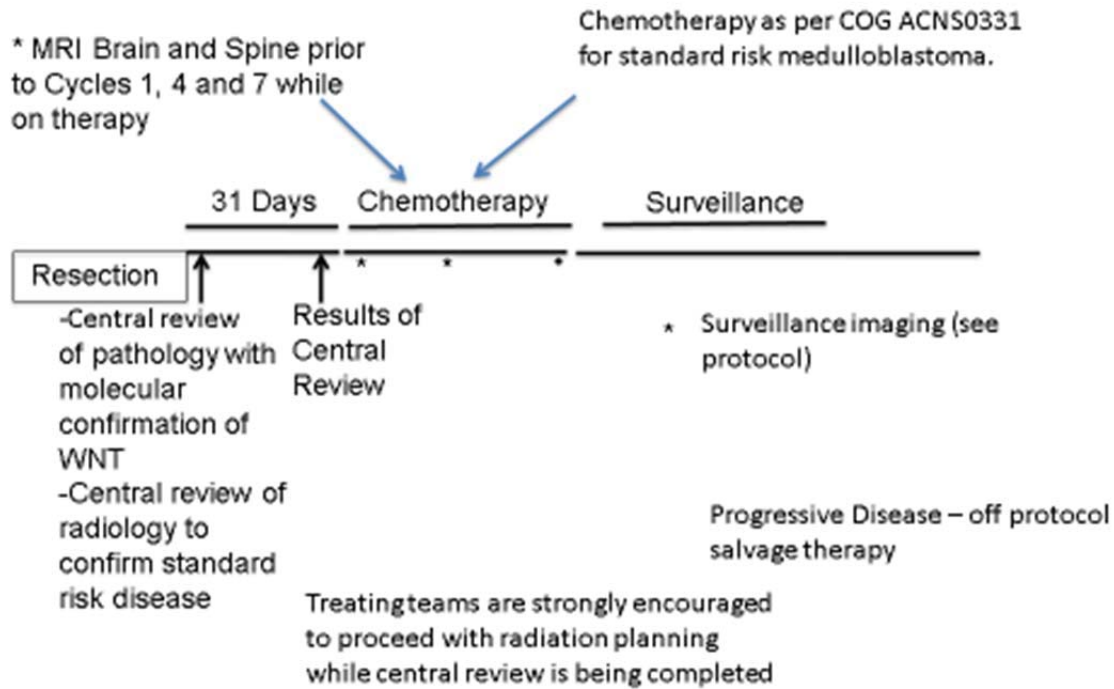 * MRI Brain and Spine prior
to Cycles 1, 4 and 7 while
on therapy
Chemotherapy as per COG ACNS0331
for standard risk medulloblastoma.
31 Days
Chemotherapy
Surveillance
* * *
Resection
-Central review
of pathology with
molecular
confirmation of
WNT
-Central review of
radiology to
confirm standard
risk disease
Results of
Central
Review
* Surveillance imaging (see
protocol)
Progressive Disease – off protocol
salvage therapy
Treating teams are strongly encouraged
to proceed with radiation planning
while central review is being completed